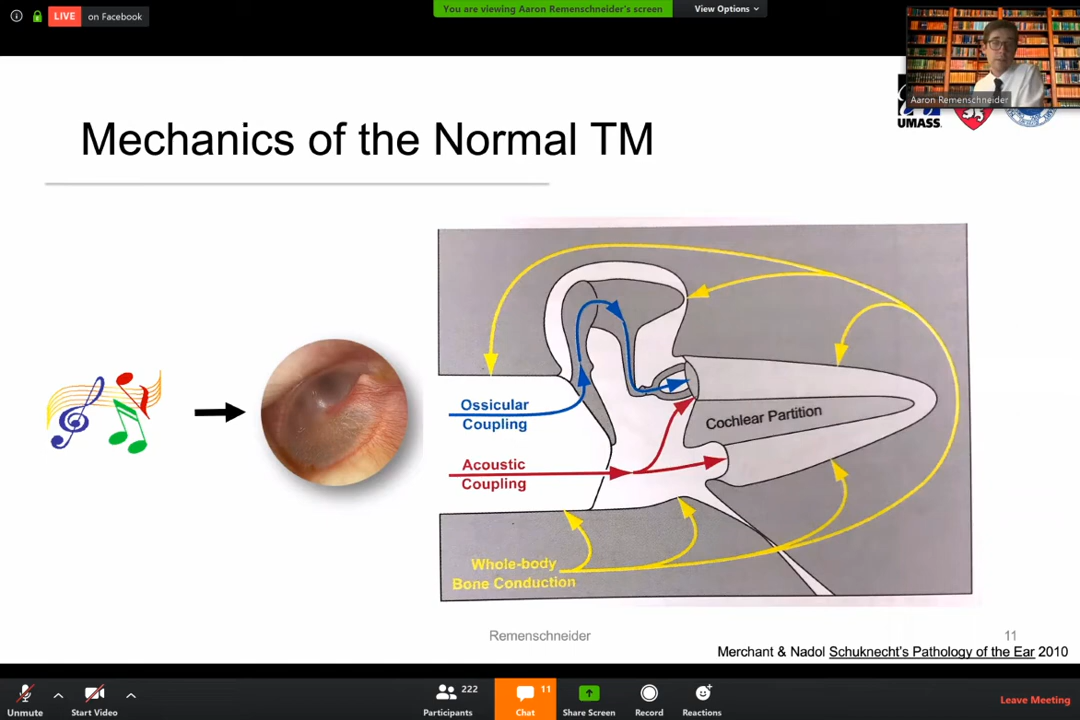 LIVE on Facebook
You are viewing Aaron Remenschneider's screen
View Options
Aaron Remenschneider
UMASS.
Mechanics of the Normal TM
Ossicular
Coupling
Acoustic
Coupling
Cochlear Partition
Whole-body
Bone Conduction
Remenschneider
11
Merchant & Nadol Schuknecht's Pathology of the Ear 2010
Unmute
Start Video
222
Participants
11
Chat
Share Screen
Record
Reactions
Leave Meeting